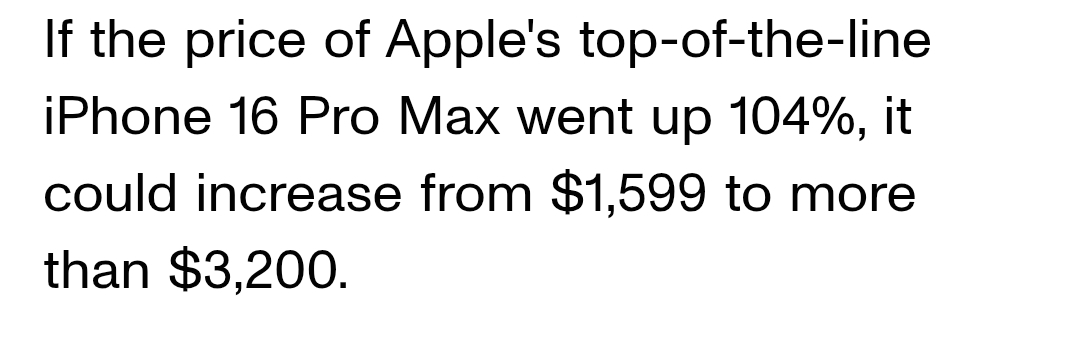 If the price of Apple's top-of-the-line
iPhone 16 Pro Max went up 104%, it
could increase from $1,599 to more
than $3,200.